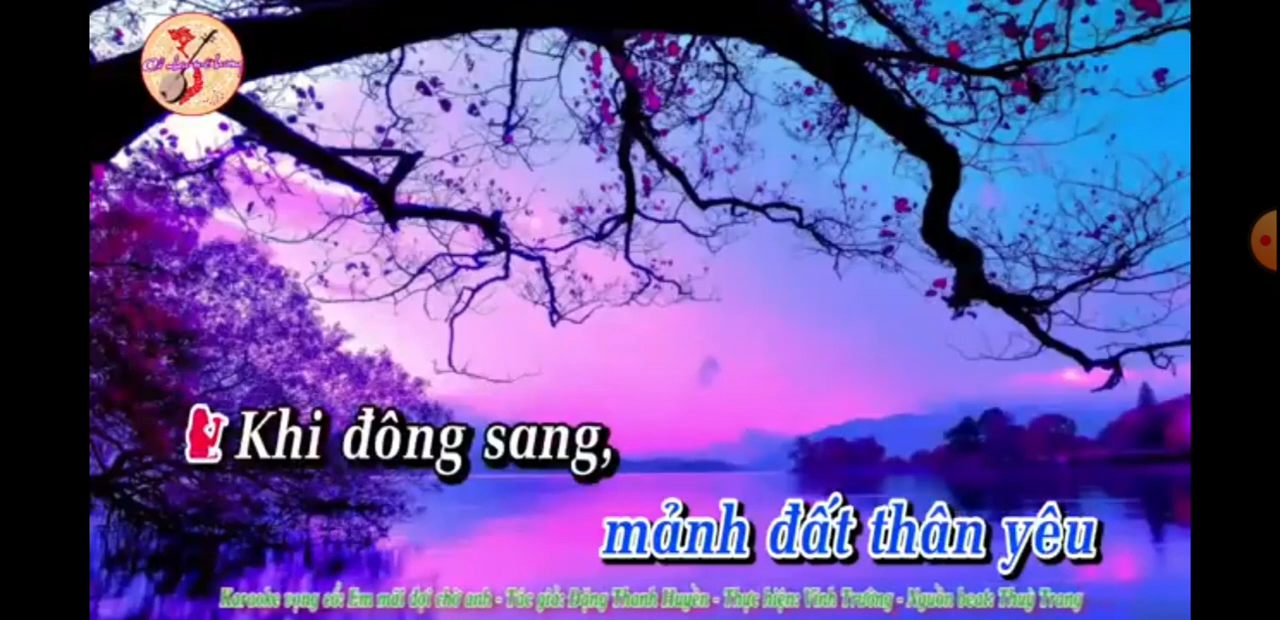 Khi đông sang,
mảnh đất thân yêu
Karaoke vọng cổ: Em mãi đợi chờ anh - Tác giả: Đặng Thanh Huyền - Thực hiện: Vinh Trường - Nguồn beat: Thuỳ Trang